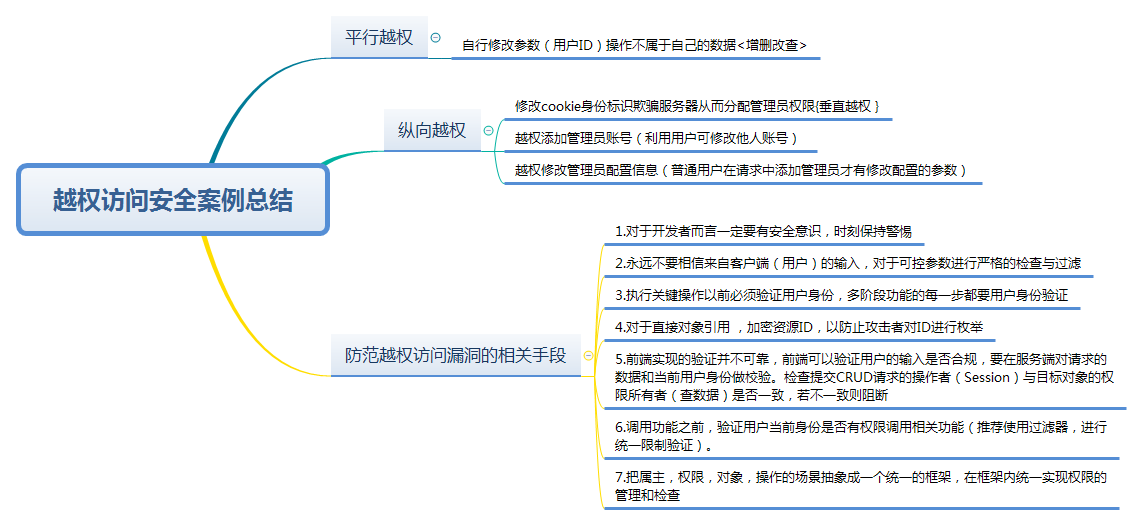 平行越权
自行修改参数（用户ID）操作不属于自己的数据<增删改查>
修改cookie身份标识欺骗服务器从而分配管理员权限{垂直越权 }
纵向越权
越权添加管理员账号（利用用户可修改他人账号）
越权修改管理员配置信息（普通用户在请求中添加管理员才有修改配置的参数）
越权访问安全案例总结
1.对于开发者而言一定要有安全意识，时刻保持警惕
2.永远不要相信来自客户端（用户）的输入，对于可控参数进行严格的检查与过滤
3.执行关键操作以前必须验证用户身份，多阶段功能的每一步都要用户身份验证
4.对于直接对象引用 ，加密资源ID，以防止攻击者对ID进行枚举
防范越权访问漏洞的相关手段
5.前端实现的验证并不可靠，前端可以验证用户的输入是否合规，要在服务端对请求的
数据和当前用户身份做校验。检查提交CRUD请求的操作者（Session）与目标对象的权
限所有者（查数据）是否一致，若不一致则阻断
6.调用功能之前，验证用户当前身份是否有权限调用相关功能（推荐使用过滤器，进行
统一限制验证）。
7.把属主，权限，对象，操作的场景抽象成一个统一的框架，在框架内统一实现权限的
管理和检查